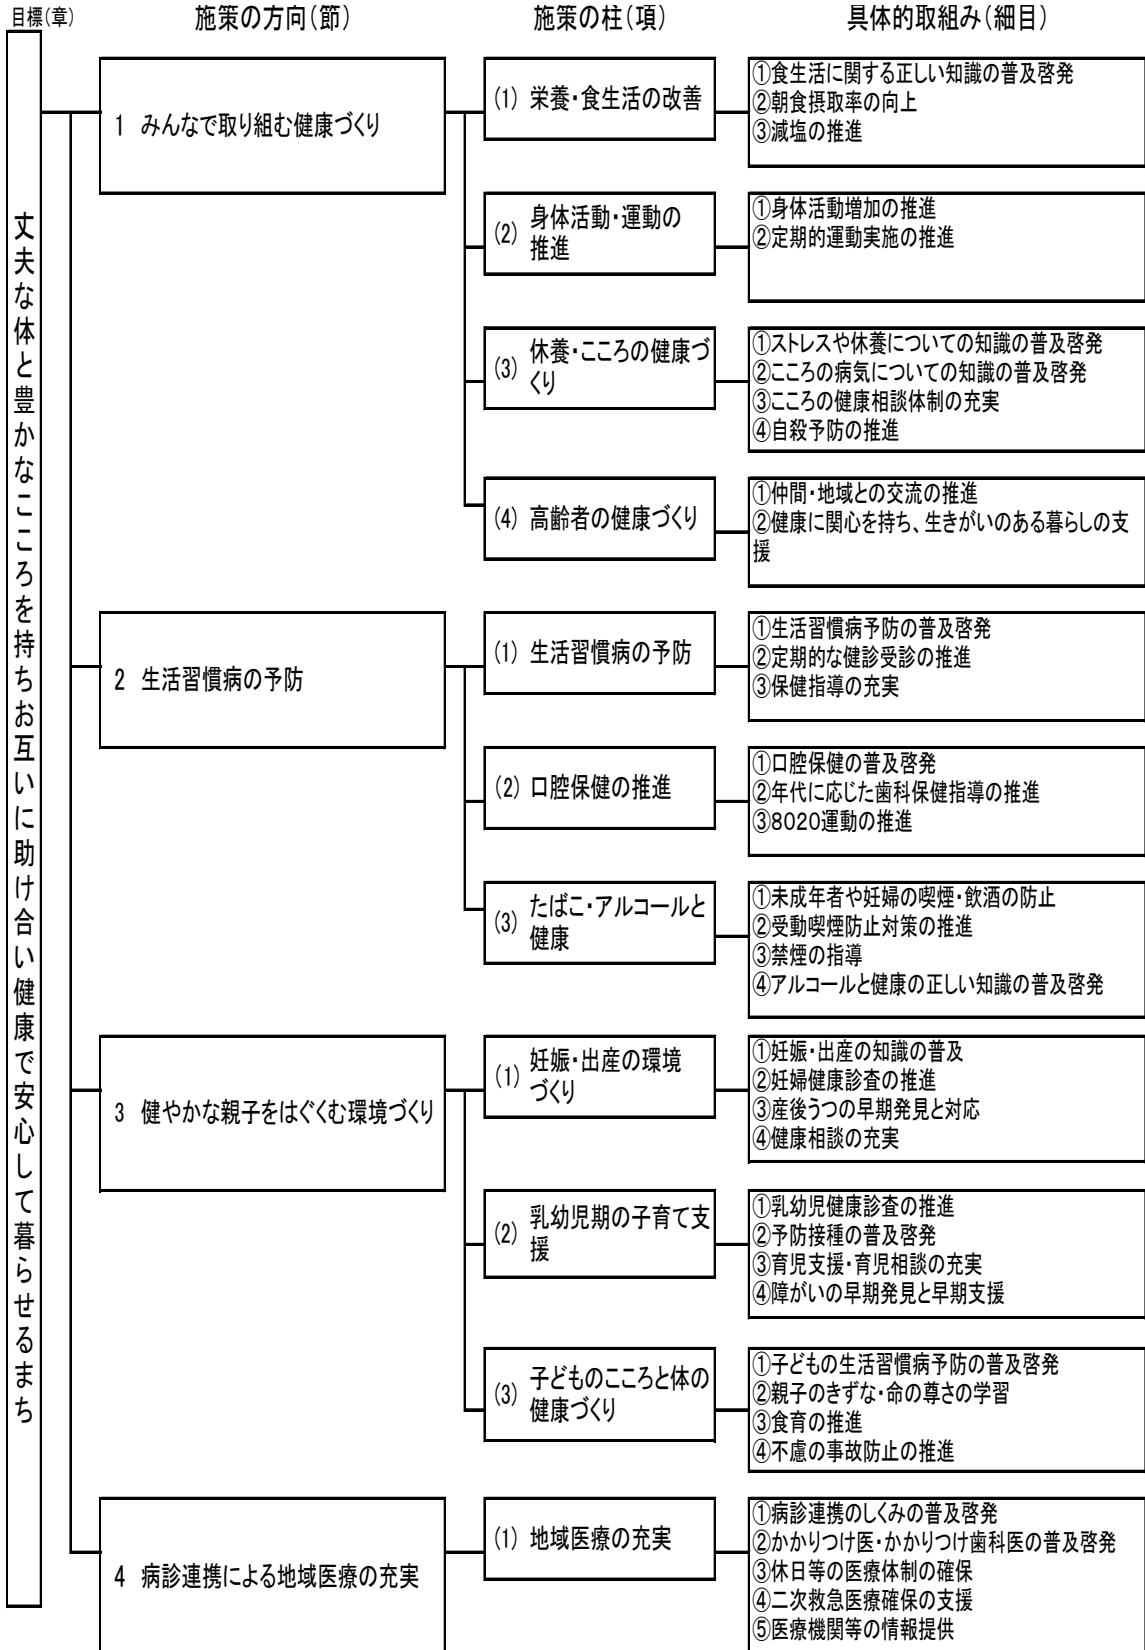 目標(章)
施策の方向(節)
施策の柱(項)
具体的取組み(細目)
丈夫な体と豊かなこころを持ちお互いに助け合い健康で安心して暮らせるまち
1 みんなで取り組む健康づくり
(1) 栄養・食生活の改善
①食生活に関する正しい知識の普及啓発
②朝食摂取率の向上
③減塩の推進
(2) 身体活動・運動の
推進
①身体活動増加の推進
②定期的運動実施の推進
(3) 休養・こころの健康づ
くり
①ストレスや休養についての知識の普及啓発
②こころの病気についての知識の普及啓発
③こころの健康相談体制の充実
④自殺予防の推進
(4) 高齢者の健康づくり
①仲間・地域との交流の推進
②健康に関心を持ち、生きがいのある暮らしの支
援
2 生活習慣病の予防
(1) 生活習慣病の予防
①生活習慣病予防の普及啓発
②定期的な健診受診の推進
③保健指導の充実
(2) 口腔保健の推進
①口腔保健の普及啓発
②年代に応じた歯科保健指導の推進
③8020運動の推進
(3) たばこ・アルコールと
健康
①未成年者や妊婦の喫煙・飲酒の防止
②受動喫煙防止対策の推進
③禁煙の指導
④アルコールと健康の正しい知識の普及啓発
3 健やかな親子をはぐくむ環境づくり
(1) 妊娠・出産の環境
づくり
①妊娠・出産の知識の普及
②妊婦健康診査の推進
③産後うつの早期発見と対応
④健康相談の充実
(2) 乳幼児期の子育て支
援
①乳幼児健康診査の推進
②予防接種の普及啓発
③育児支援・育児相談の充実
④障がいの早期発見と早期支援
(3) 子どものこころと体の
健康づくり
①子どもの生活習慣病予防の普及啓発
②親子のきずな・命の尊さの学習
③食育の推進
④不慮の事故防止の推進
4 病診連携による地域医療の充実
(1) 地域医療の充実
①病診連携のしくみの普及啓発
②かかりつけ医・かかりつけ歯科医の普及啓発
③休日等の医療体制の確保
④二次救急医療確保の支援
⑤医療機関等の情報提供